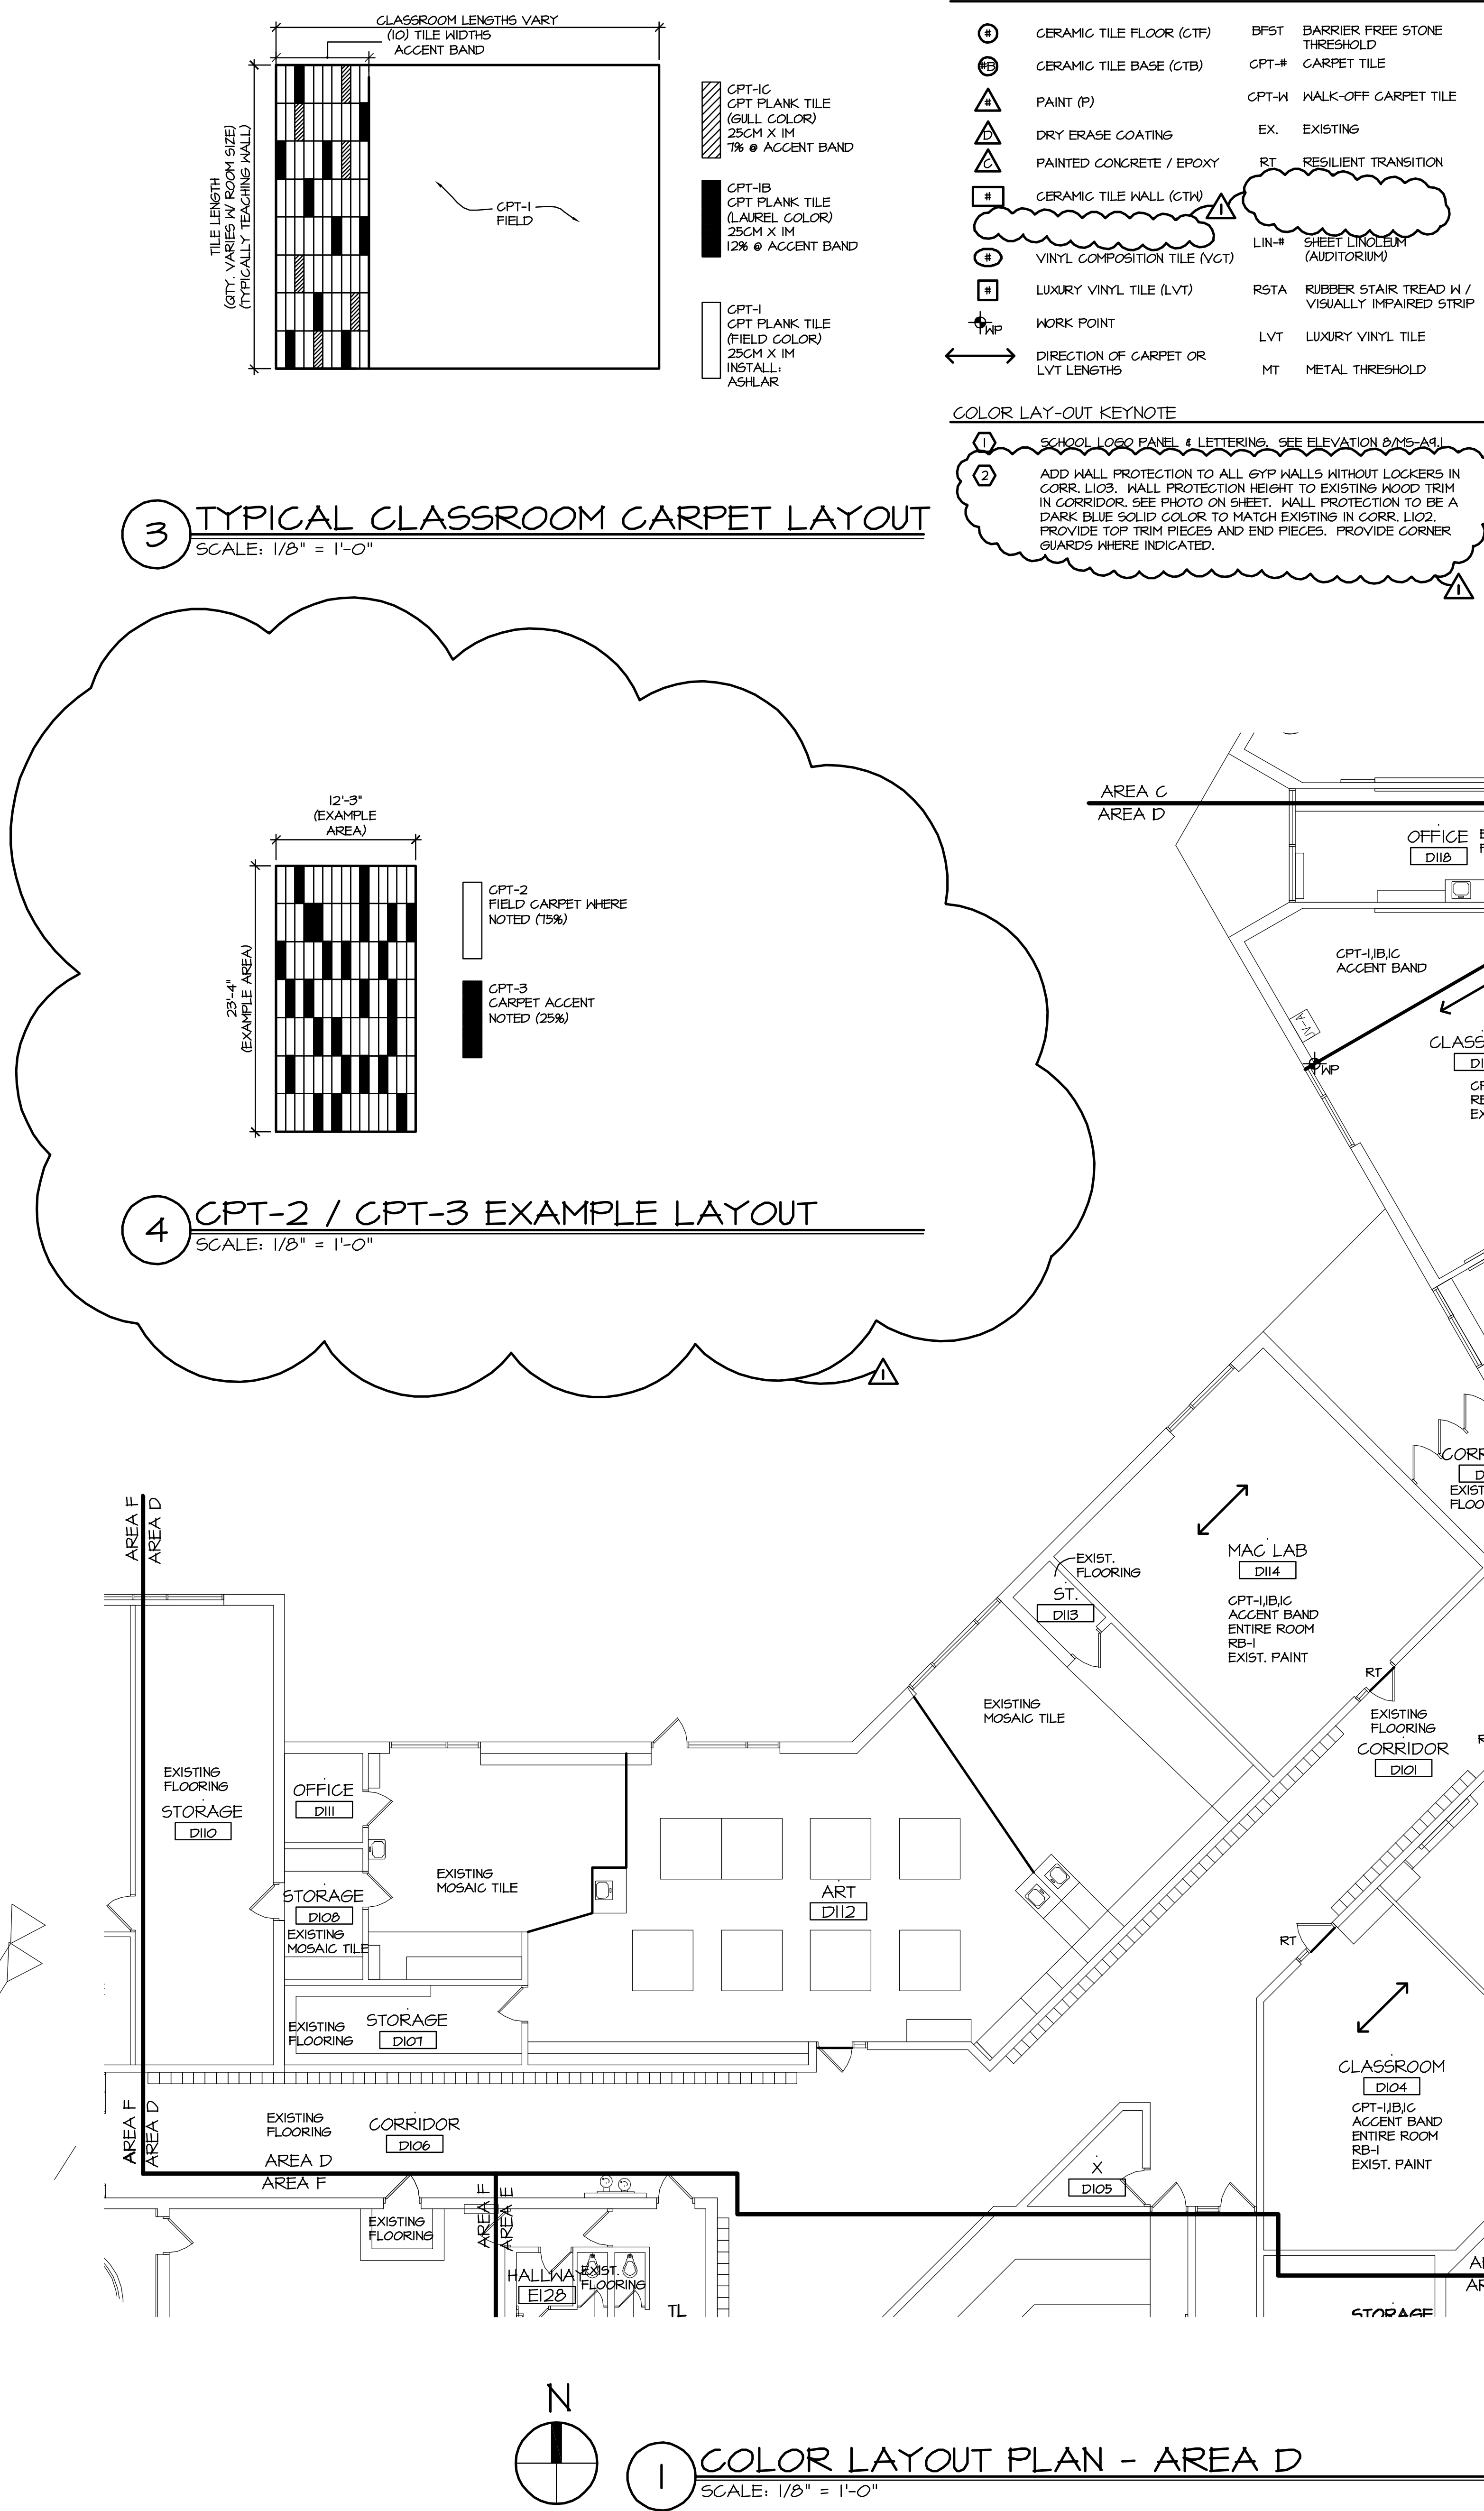 CLASSROOM LENGTHS VARY
(10) TILE WIDTHS
ACCENT BAND
TILE LENGTH
(QTY. VARIES W/ ROOM SIZE)
(TYPICALLY TEACHING WALL)
CPT-1
FIELD
CPT-1C
CPT PLANK TILE
(GULL COLOR)
25CM X 1M
7% @ ACCENT BAND
CPT-1B
CPT PLANK TILE
(LAUREL COLOR)
25CM X 1M
12% @ ACCENT BAND
CPT-1
CPT PLANK TILE
(FIELD COLOR)
25CM X 1M
INSTALL:
ASHLAR
3
TYPICAL CLASSROOM CARPET LAYOUT
SCALE: 1/8" = 1'-0"
# CERAMIC TILE FLOOR (CTF)
#B CERAMIC TILE BASE (CTB)
# PAINT (P)
D DRY ERASE COATING
C PAINTED CONCRETE / EPOXY
# CERAMIC TILE WALL (CTW)
1
# VINYL COMPOSITION TILE (VCT)
# LUXURY VINYL TILE (LVT)
WP WORK POINT
DIRECTION OF CARPET OR
LVT LENGTHS
BFST BARRIER FREE STONE
THRESHOLD
CPT-# CARPET TILE
CPT-W WALK-OFF CARPET TILE
EX. EXISTING
RT RESILIENT TRANSITION
LIN-# SHEET LINOLEUM
(AUDITORIUM)
RSTA RUBBER STAIR TREAD W /
VISUALLY IMPAIRED STRIP
LVT LUXURY VINYL TILE
MT METAL THRESHOLD
COLOR LAY-OUT KEYNOTE
1 SCHOOL LOGO PANEL & LETTERING. SEE ELEVATION 8/MS-A9.1
2 ADD WALL PROTECTION TO ALL GYP WALLS WITHOUT LOCKERS IN
CORR. L103. WALL PROTECTION HEIGHT TO EXISTING WOOD TRIM
IN CORRIDOR. SEE PHOTO ON SHEET. WALL PROTECTION TO BE A
DARK BLUE SOLID COLOR TO MATCH EXISTING IN CORR. L102.
PROVIDE TOP TRIM PIECES AND END PIECES. PROVIDE CORNER
GUARDS WHERE INDICATED.
1
12'-3"
(EXAMPLE
AREA)
23'-4"
(EXAMPLE AREA)
CPT-2
FIELD CARPET WHERE
NOTED (75%)
CPT-3
CARPET ACCENT
NOTED (25%)
4
CPT-2 / CPT-3 EXAMPLE LAYOUT
SCALE: 1/8" = 1'-0"
1
AREA C
AREA D
OFFICE
D118
CPT-1,1B,1C
ACCENT BAND
UV-A
WP
AREA F
AREA D
EXIST.
FLOORING
ST.
D113
MAC LAB
D114
CPT-1,1B,1C
ACCENT BAND
ENTIRE ROOM
RB-1
EXIST. PAINT
RT
EXISTING
FLOORING
CORRIDOR
D101
EXISTING
MOSAIC TILE
EXISTING
FLOORING
STORAGE
D110
OFFICE
D111
STORAGE
D108
EXISTING
MOSAIC TILE
EXISTING
MOSAIC TILE
ART
D112
STORAGE
D107
EXISTING
FLOORING
RT
CLASSROOM
D104
CPT-1,1B,1C
ACCENT BAND
ENTIRE ROOM
RB-1
EXIST. PAINT
AREA F
AREA D
EXISTING
FLOORING
CORRIDOR
D106
AREA D
AREA F
X
D105
EXISTING
FLOORING
AREA F
AREA E
HALLWAY
E128
EXIST.
FLOORING
TL
STORAGE
N
1
COLOR LAYOUT PLAN - AREA D
SCALE: 1/8" = 1'-0"